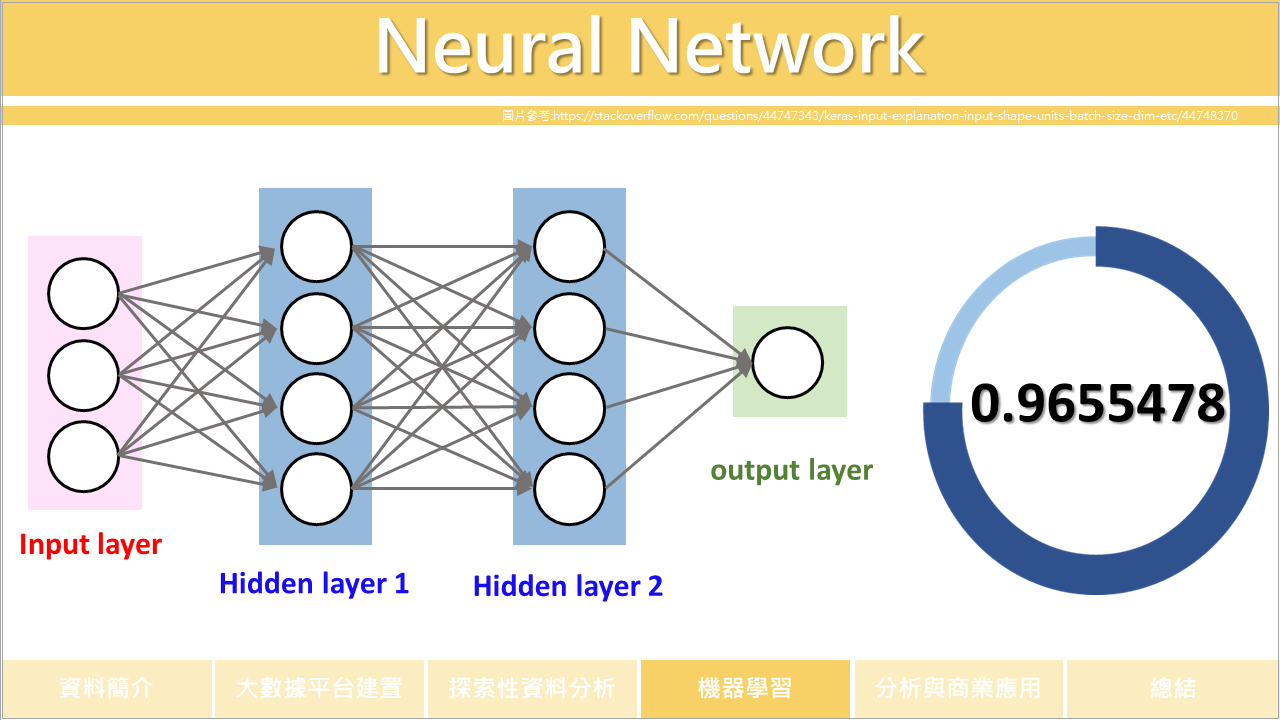 Neural Network
圖片參考:https://stackoverflow.com/questions/44747343/keras-input-explanation-input-shape-units-batch-size-dim-etc/44748370
0.9655478
output layer
Input layer
Hidden layer 1
Hidden layer 2
資料簡介
大數據平台建置
探索性資料分析
機器學習
分析與商業應用
總結